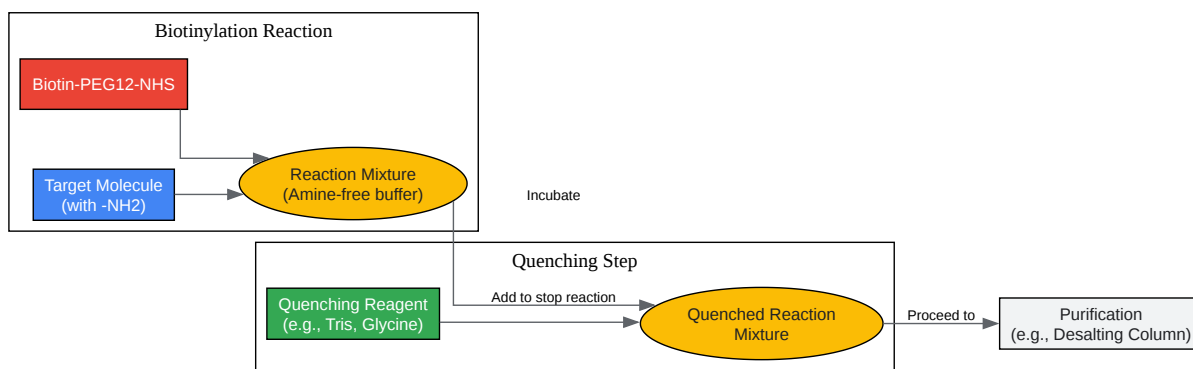 Biotinylation Reaction
Biotin-PEG12-NHS
Target Molecule
(with -NH2)
Reaction Mixture
(Amine-free buffer)
Incubate
Quenching Step
Quenching Reagent
(e.g., Tris, Glycine)
Add to stop reaction
Quenched Reaction
Mixture
Proceed to
Purification
(e.g., Desalting Column)